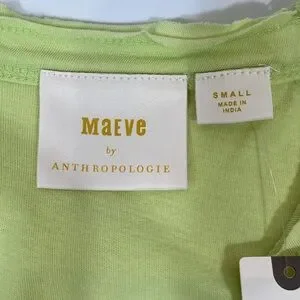 MAEVE
by
ANTHROPOLOGIE
SMALL
MADE IN
INDIA